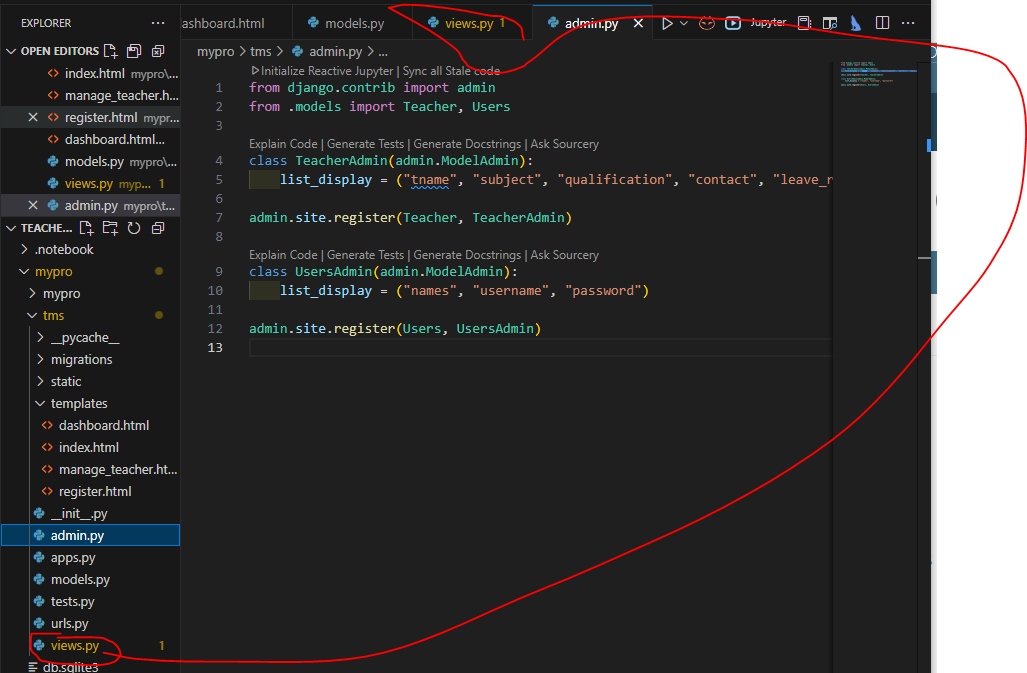 EXPLORER ...
OPEN EDITORS
index.html mypro\...
manage_teacher.h...
register.html mypr...
dashboard.html...
models.py mypro\...
views.py myp... 1
admin.py mypro\t...
TEACHE...
.notebook
mypro
mypro
tms
__pycache__
migrations
static
templates
dashboard.html
index.html
manage_teacher.ht...
register.html
__init__.py
admin.py
apps.py
models.py
tests.py
urls.py
views.py 1
db.sqlite3
ashboard.html models.py views.py 1 admin.py Jupyter ...
mypro > tms > admin.py > ...
Initialize Reactive Jupyter | Sync all Stale code
1 from django.contrib import admin
2 from .models import Teacher, Users
3
Explain Code | Generate Tests | Generate Docstrings | Ask Sourcery
4 class TeacherAdmin(admin.ModelAdmin):
5 list_display = ("tname", "subject", "qualification", "contact", "leave_r
6
7 admin.site.register(Teacher, TeacherAdmin)
8
Explain Code | Generate Tests | Generate Docstrings | Ask Sourcery
9 class UsersAdmin(admin.ModelAdmin):
10 list_display = ("names", "username", "password")
11
12 admin.site.register(Users, UsersAdmin)
13